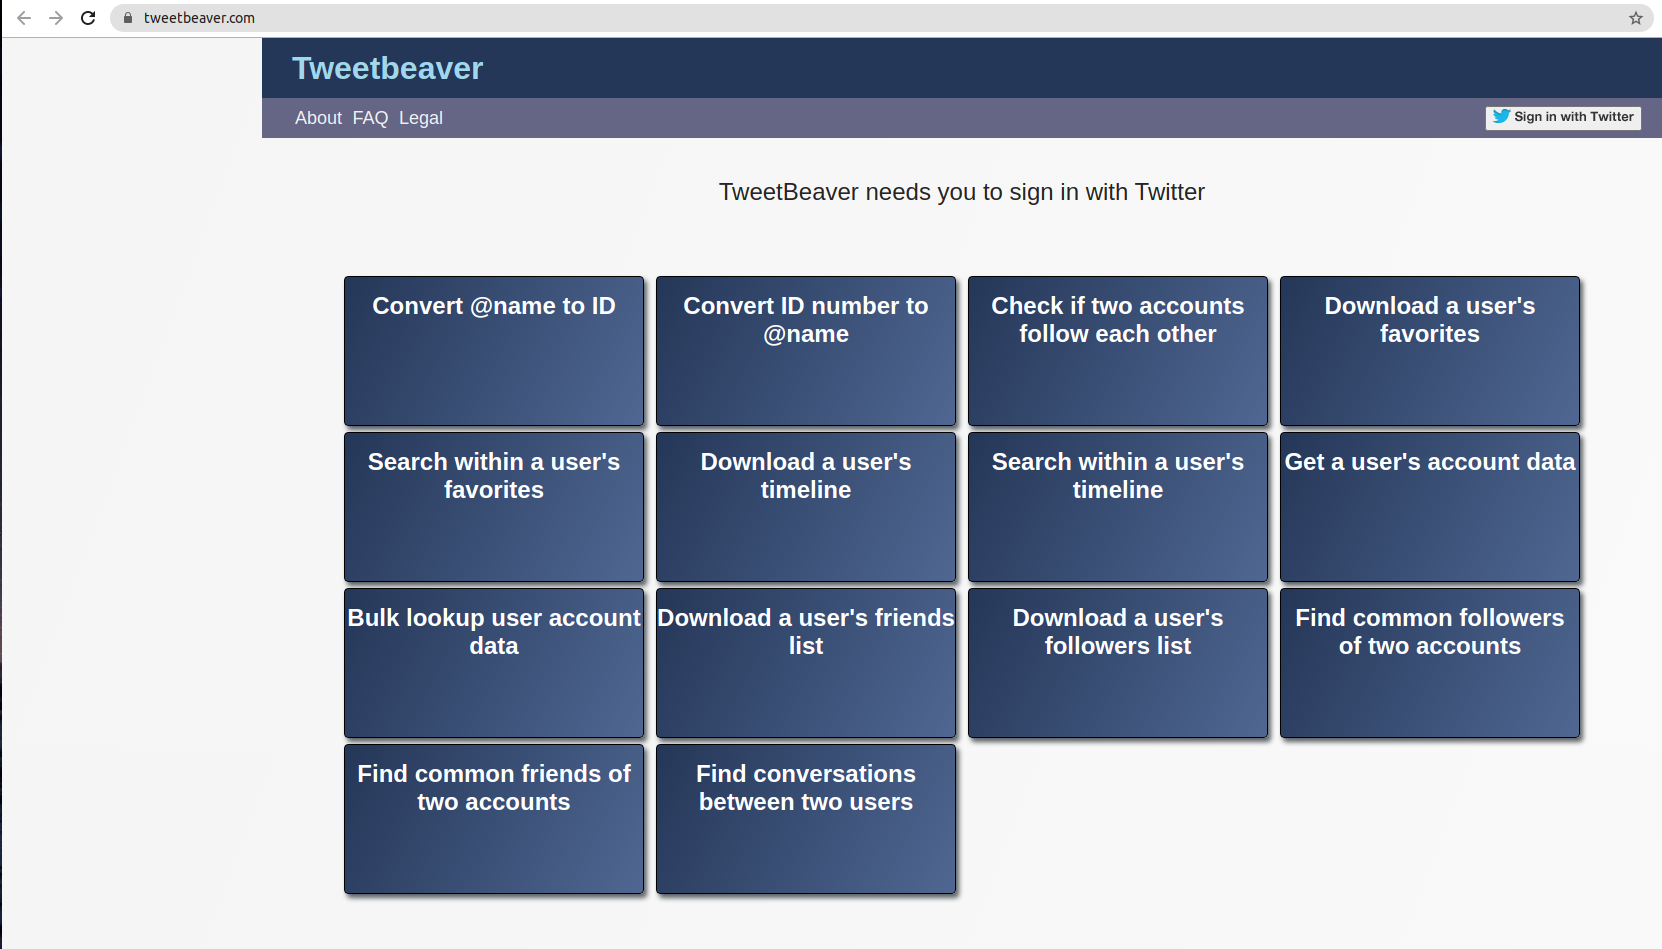 tweetbeaver.com
Tweetbeaver
About FAQ Legal
Sign in with Twitter
TweetBeaver needs you to sign in with Twitter
Convert @name to ID
Convert ID number to
@name
Check if two accounts
follow each other
Download a user's
favorites
Search within a user's
favorites
Download a user's
timeline
Search within a user's
timeline
Get a user's account data
Bulk lookup user account
data
Download a user's friends
list
Download a user's
followers list
Find common followers
of two accounts
Find common friends of
two accounts
Find conversations
between two users